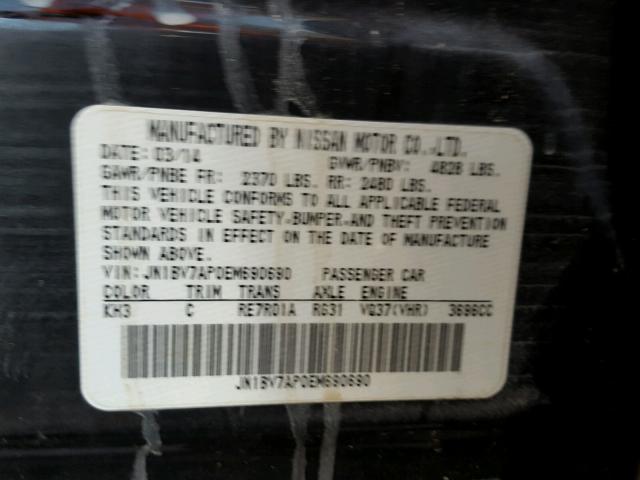 MANUFACTURED BY NISSAN MOTOR CO.,LTD.
DATE: 03/14 GVWR/PNBV: 4828 LBS.
GAWR/PNBE FR: 2370 LBS. RR: 2480 LBS.
THIS VEHICLE CONFORMS TO ALL APPLICABLE FEDERAL
MOTOR VEHICLE SAFETY,BUMPER,AND THEFT PREVENTION
STANDARDS IN EFFECT ON THE DATE OF MANUFACTURE
SHOWN ABOVE.
VIN: JN1BV7AP0EM690690 PASSENGER CAR
COLOR TRIM TRANS AXLE ENGINE
KH3 C RE7R01A RG31 VQ37(VHR) 3696CC
JN1BV7AP0EM690690